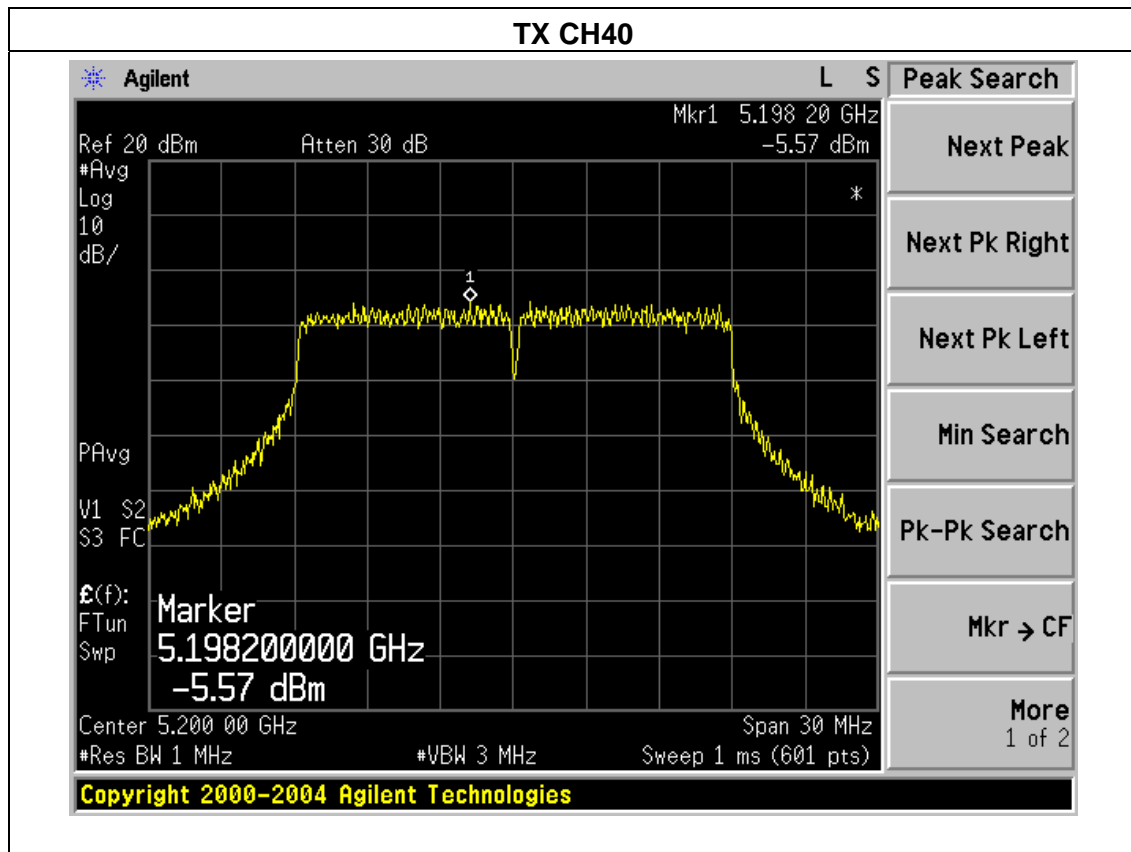 TX CH40
Agilent L S Peak Search
Mkr1 5.198 20 GHz
Ref 20 dBm Atten 30 dB -5.57 dBm
#Avg
Log
10
dB/
*
1
PAvg
V1 S2
S3 FC
£(f):
FTun
Swp
Marker
5.198200000 GHz
-5.57 dBm
Center 5.200 00 GHz Span 30 MHz
#Res BW 1 MHz #VBW 3 MHz Sweep 1 ms (601 pts)
Next Peak
Next Pk Right
Next Pk Left
Min Search
Pk-Pk Search
Mkr → CF
More
1 of 2
Copyright 2000-2004 Agilent Technologies